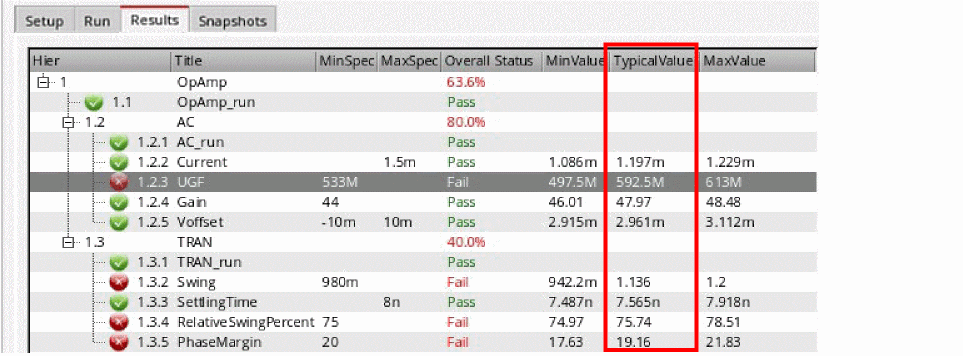 Setup Run Results Snapshots
Hier Title MinSpec MaxSpec Overall Status MinValue TypicalValue MaxValue
1 OpAmp 63.6%
1.1 OpAmp_run Pass
1.2 AC 80.0%
1.2.1 AC_run Pass
1.2.2 Current 1.5m Pass 1.086m 1.197m 1.229m
1.2.3 UGF 533M Fail 497.5M 592.5M 613M
1.2.4 Gain 44 Pass 46.01 47.97 48.48
1.2.5 Voffset -10m 10m Pass 2.915m 2.961m 3.112m
1.3 TRAN 40.0%
1.3.1 TRAN_run Pass
1.3.2 Swing 980m Fail 942.2m 1.136 1.2
1.3.3 SettlingTime 8n Pass 7.487n 7.565n 7.918n
1.3.4 RelativeSwingPercent 75 Fail 74.97 75.74 78.51
1.3.5 PhaseMargin 20 Fail 17.63 19.16 21.83